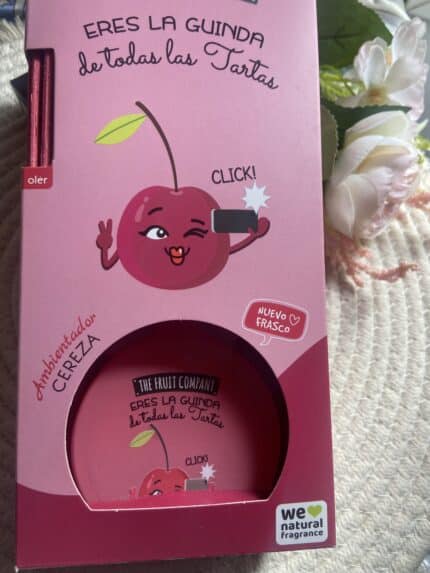 ERES LA GUINDA
de todas las Tartas
oler
CLICK!
NUEVO
FRASCO
Ambientador
CEREZA
THE FRUIT COMPANY
ERES LA GUINDA
de todas las Tartas
CLICK!
we
natural
fragrance